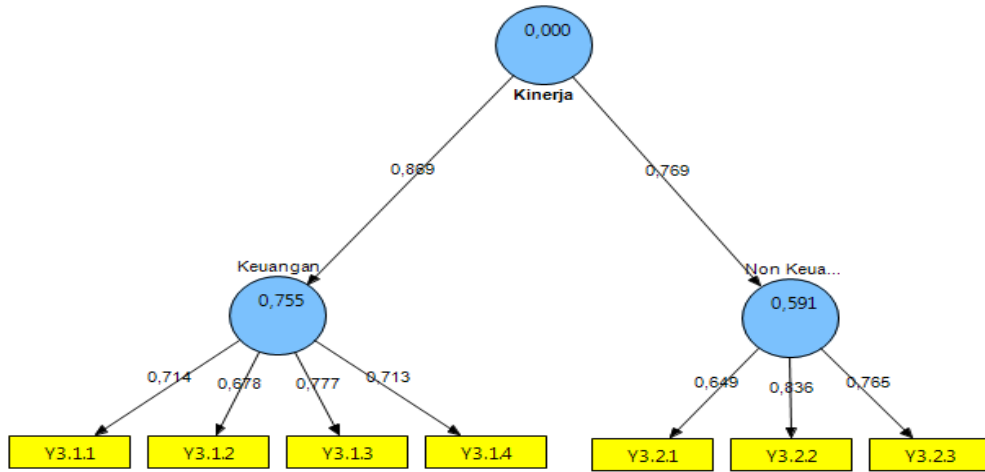 0,000
Kinerja
0,869
0,769
Keuangan
Non Keua...
0,755
0,591
0,714
0,678
0,777
0,713
0,649
0,836
0,765
Y3.1.1
Y3.1.2
Y3.1.3
Y3.1.4
Y3.2.1
Y3.2.2
Y3.2.3